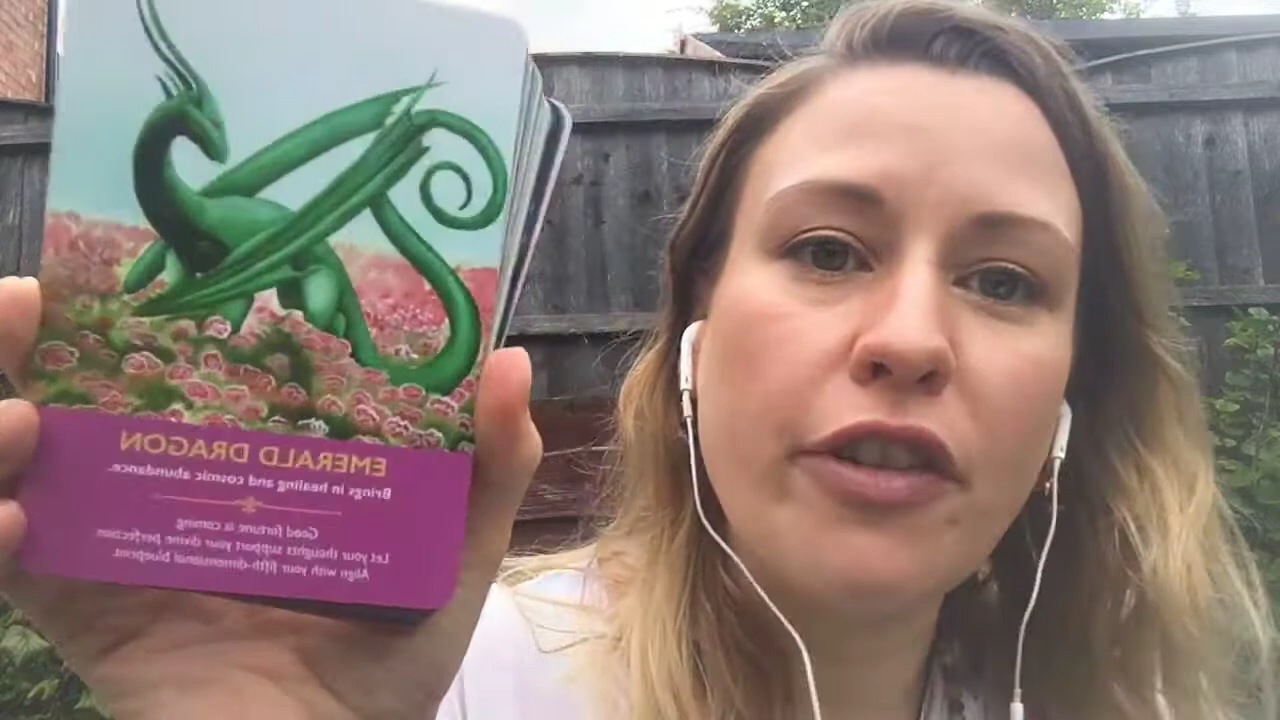 EMERALD DRAGON
Brings in healing and cosmic abundance.
Good fortune is coming
Let your thoughts support your divine perfection
Align with your fifth-dimensional blueprint.